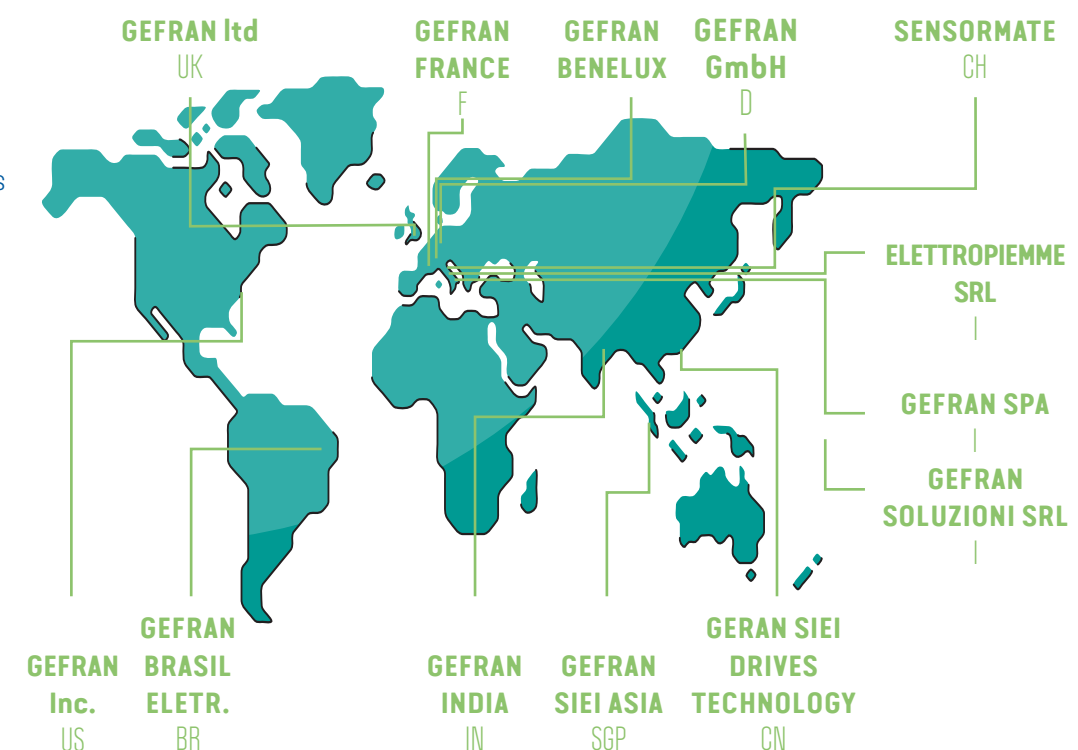 GEFRAN ltd
UK
GEFRAN
FRANCE
F
GEFRAN
BENELUX
GEFRAN
GmbH
D
SENSORMATE
CH
S
ELETTROPIEMME
SRL
I
GEFRAN SPA
I
GEFRAN
SOLUZIONI SRL
I
GEFRAN
Inc.
US
GEFRAN
BRASIL
ELETR.
BR
GEFRAN
INDIA
IN
GEFRAN
SIEI ASIA
SGP
GERAN SIEI
DRIVES
TECHNOLOGY
CN